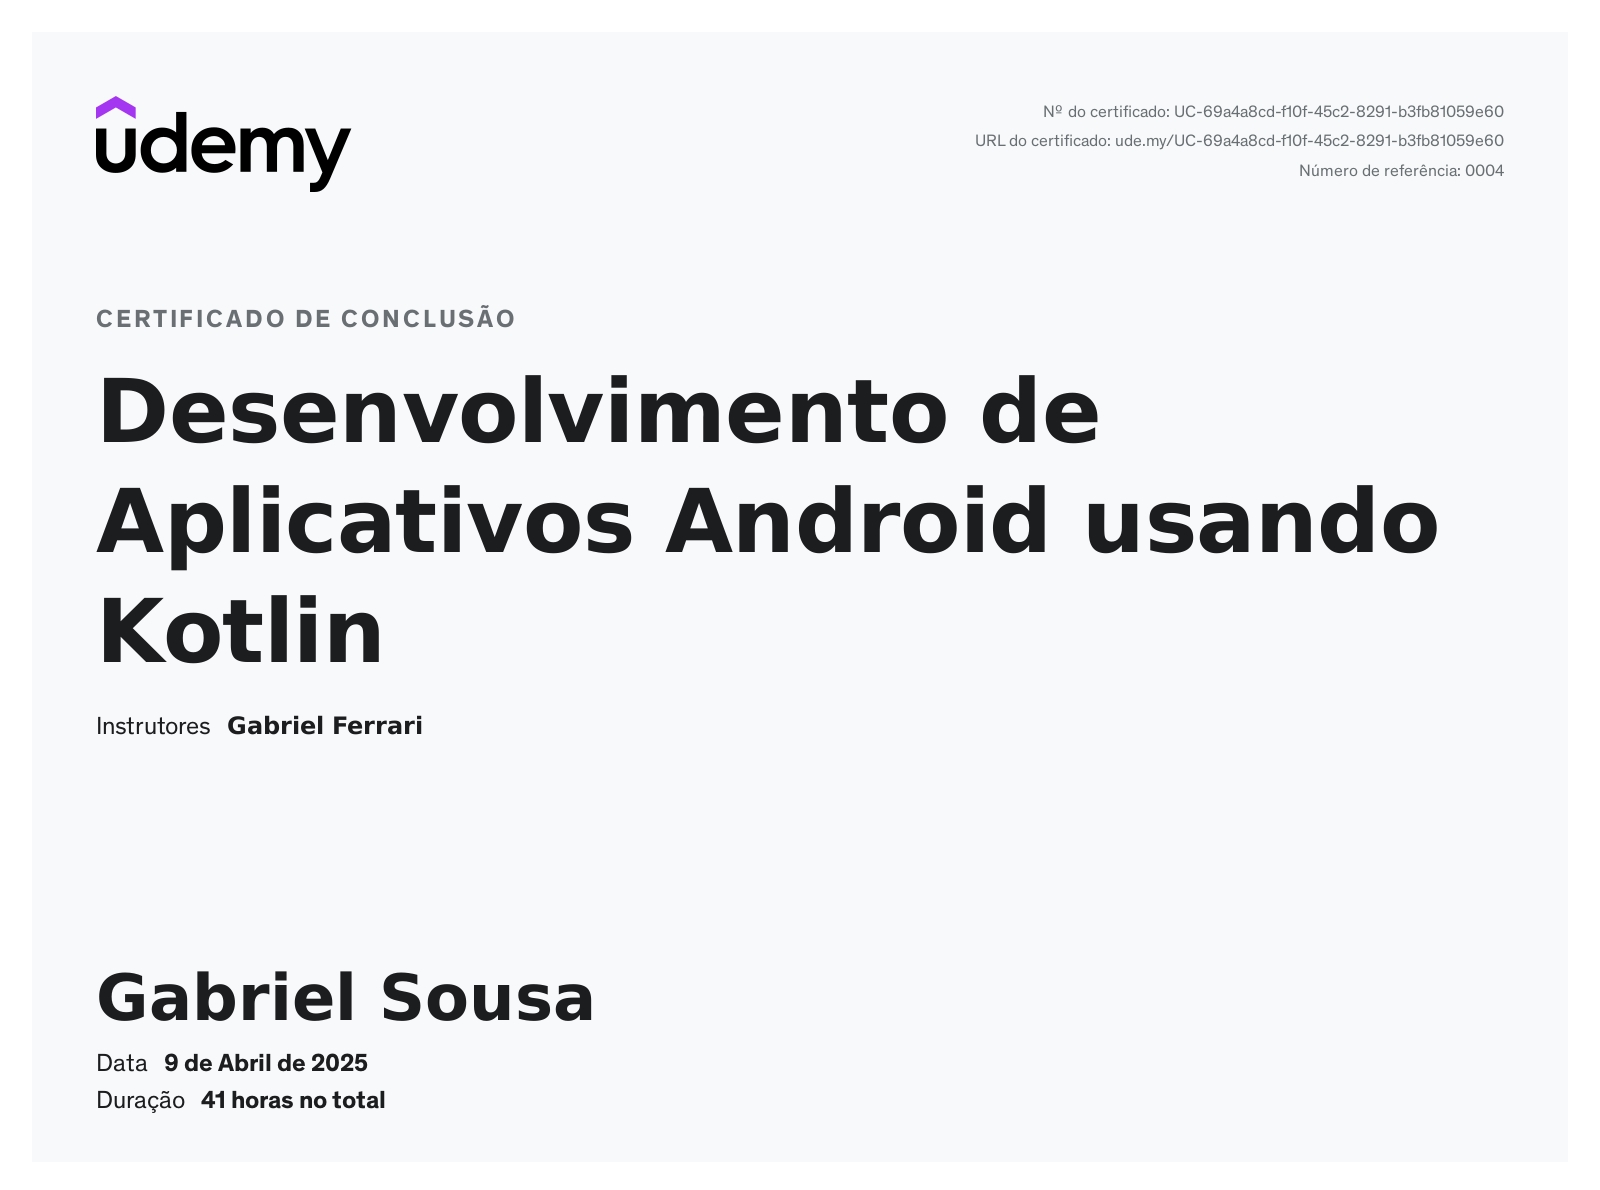 udemy
Nº do certificado: UC-69a4a8cd-f10f-45c2-8291-b3fb81059e60
URL do certificado: ude.my/UC-69a4a8cd-f10f-45c2-8291-b3fb81059e60
Número de referência: 0004
CERTIFICADO DE CONCLUSÃO
Desenvolvimento de
Aplicativos Android usando
Kotlin
Instrutores Gabriel Ferrari
Gabriel Sousa
Data 9 de Abril de 2025
Duração 41 horas no total